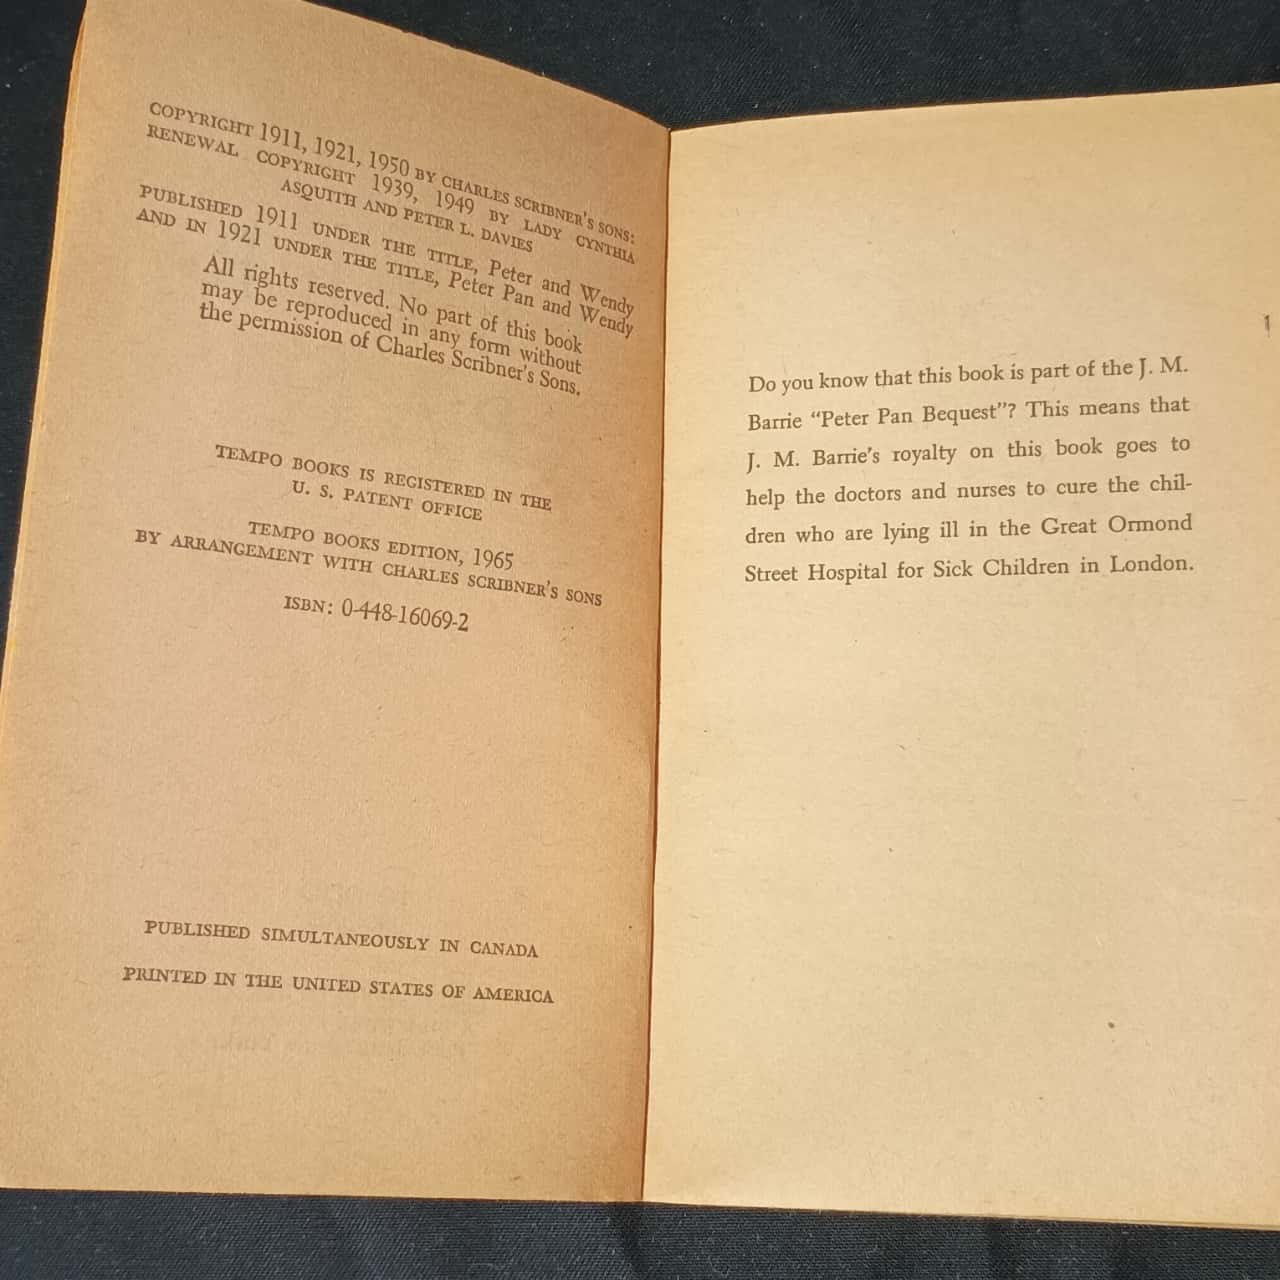 COPYRIGHT 1911, 1921, 1950 BY CHARLES SCRIBNER'S SONS:
RENEWAL COPYRIGHT 1939, 1949 BY LADY CYNTHIA
ASQUITH AND PETER L. DAVIES
PUBLISHED 1911 UNDER THE TITLE, Peter and Wendy
AND IN 1921 UNDER THE TITLE, Peter Pan and Wendy
All rights reserved. No part of this book
may be reproduced in any form without
the permission of Charles Scribner's Sons.
TEMPO BOOKS IS REGISTERED IN THE
U. S. PATENT OFFICE
TEMPO BOOKS EDITION, 1965
BY ARRANGEMENT WITH CHARLES SCRIBNER'S SONS
ISBN: 0-448-16069-2
PUBLISHED SIMULTANEOUSLY IN CANADA
PRINTED IN THE UNITED STATES OF AMERICA
Do you know that this book is part of the J. M.
Barrie “Peter Pan Bequest”? This means that
J. M. Barrie's royalty on this book goes to
help the doctors and nurses to cure the chil-
dren who are lying ill in the Great Ormond
Street Hospital for Sick Children in London.